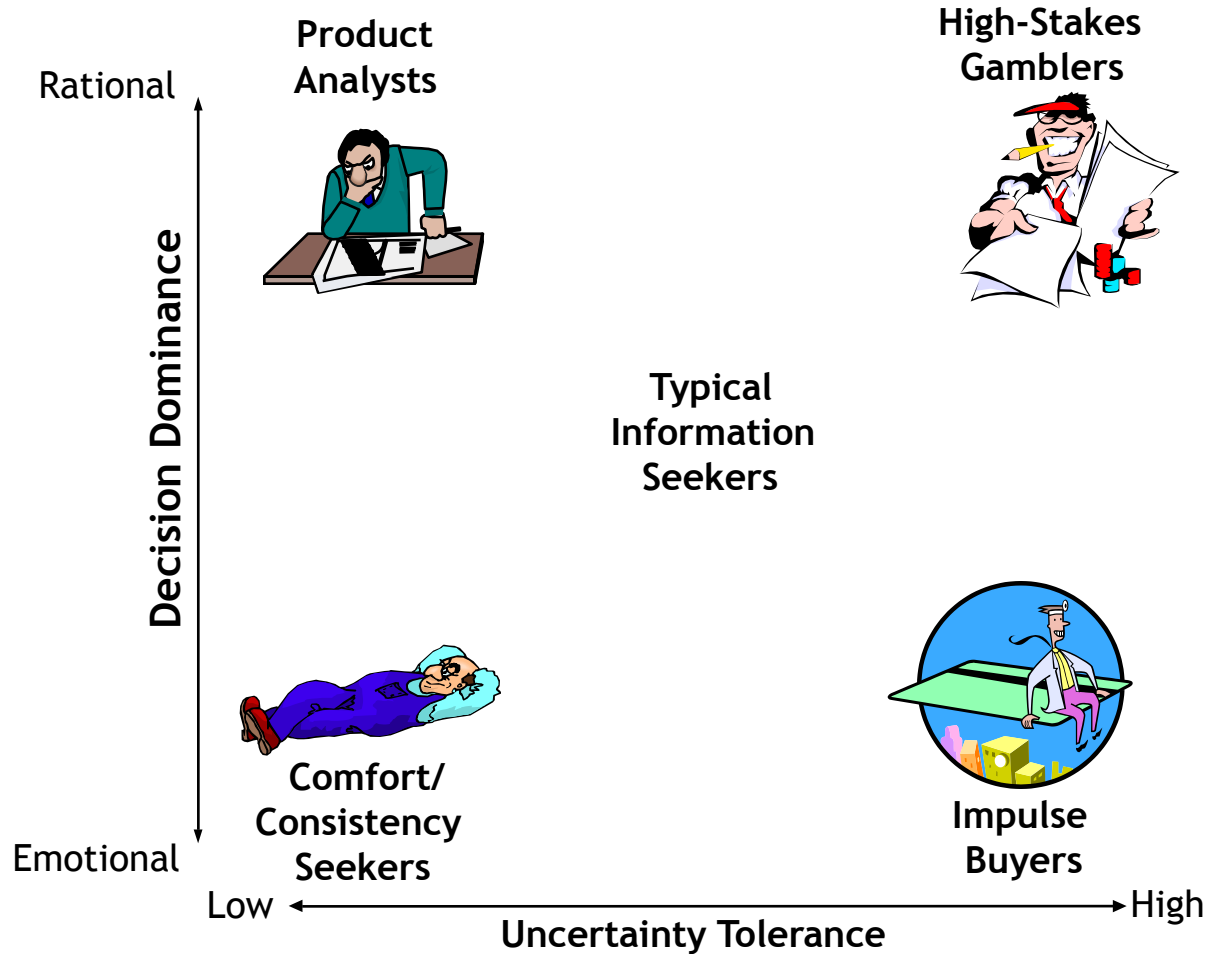 Product
Analysts
High-Stakes
Gamblers
Rational
Decision Dominance
Typical
Information
Seekers
Comfort/
Consistency
Seekers
Impulse
Buyers
Emotional
Low
High
Uncertainty Tolerance